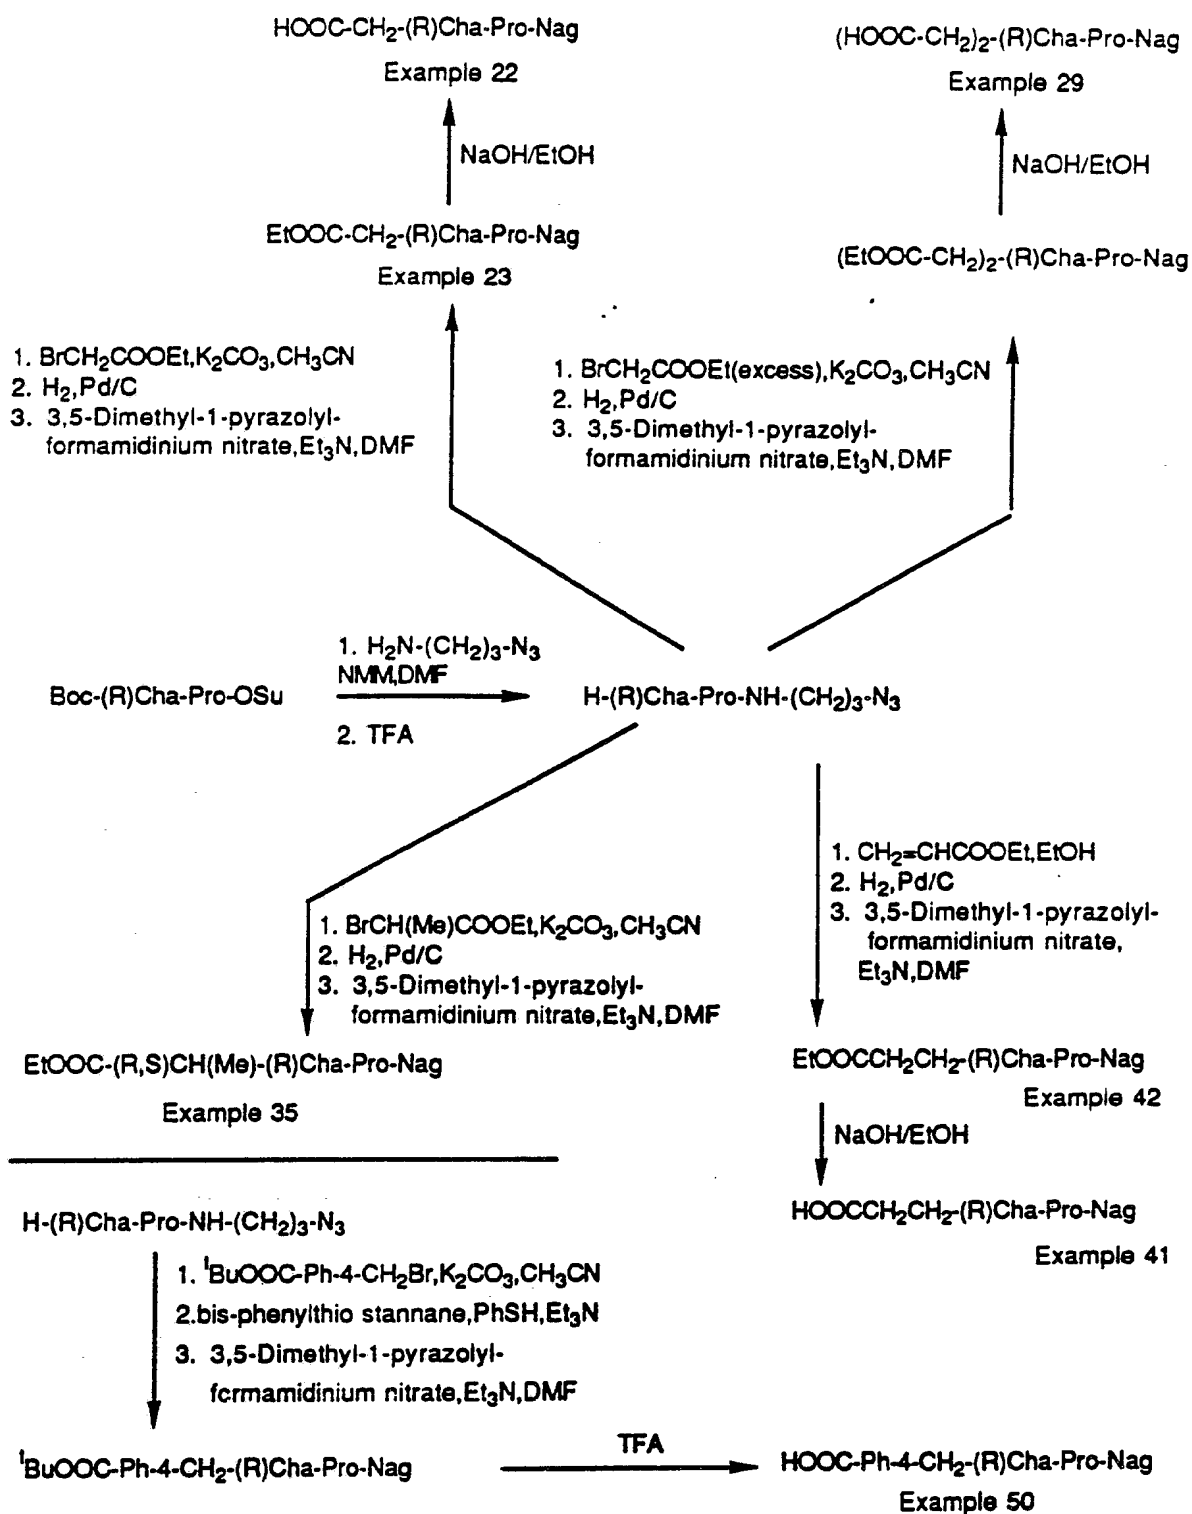 HOOC-CH2-(R)Cha-Pro-Nag
Example 22
NaOH/EtOH
EtOOC-CH2-(R)Cha-Pro-Nag
Example 23
1. BrCH2COOEt,K2CO3,CH3CN
2. H2,Pd/C
3. 3,5-Dimethyl-1-pyrazolyl-
formamidinium nitrate,Et3N,DMF
(HOOC-CH2)2-(R)Cha-Pro-Nag
Example 29
NaOH/EtOH
(EtOOC-CH2)2-(R)Cha-Pro-Nag
1. BrCH2COOEt(excess),K2CO3,CH3CN
2. H2,Pd/C
3. 3,5-Dimethyl-1-pyrazolyl-
formamidinium nitrate,Et3N,DMF
Boc-(R)Cha-Pro-OSu
1. H2N-(CH2)3-N3
NMM,DMF
2. TFA
H-(R)Cha-Pro-NH-(CH2)3-N3
1. BrCH(Me)COOEt,K2CO3,CH3CN
2. H2,Pd/C
3. 3,5-Dimethyl-1-pyrazolyl-
formamidinium nitrate,Et3N,DMF
EtOOC-(R,S)CH(Me)-(R)Cha-Pro-Nag
Example 35
1. CH2=CHCOOEt,EtOH
2. H2,Pd/C
3. 3,5-Dimethyl-1-pyrazolyl-
formamidinium nitrate,
Et3N,DMF
EtOOCCH2CH2-(R)Cha-Pro-Nag
Example 42
NaOH/EtOH
HOOCCH2CH2-(R)Cha-Pro-Nag
Example 41
H-(R)Cha-Pro-NH-(CH2)3-N3
1. tBuOOC-Ph-4-CH2Br,K2CO3,CH3CN
2.bis-phenylthio stannane,PhSH,Et3N
3. 3,5-Dimethyl-1-pyrazolyl-
formamidinium nitrate,Et3N,DMF
tBuOOC-Ph-4-CH2-(R)Cha-Pro-Nag
TFA
HOOC-Ph-4-CH2-(R)Cha-Pro-Nag
Example 50